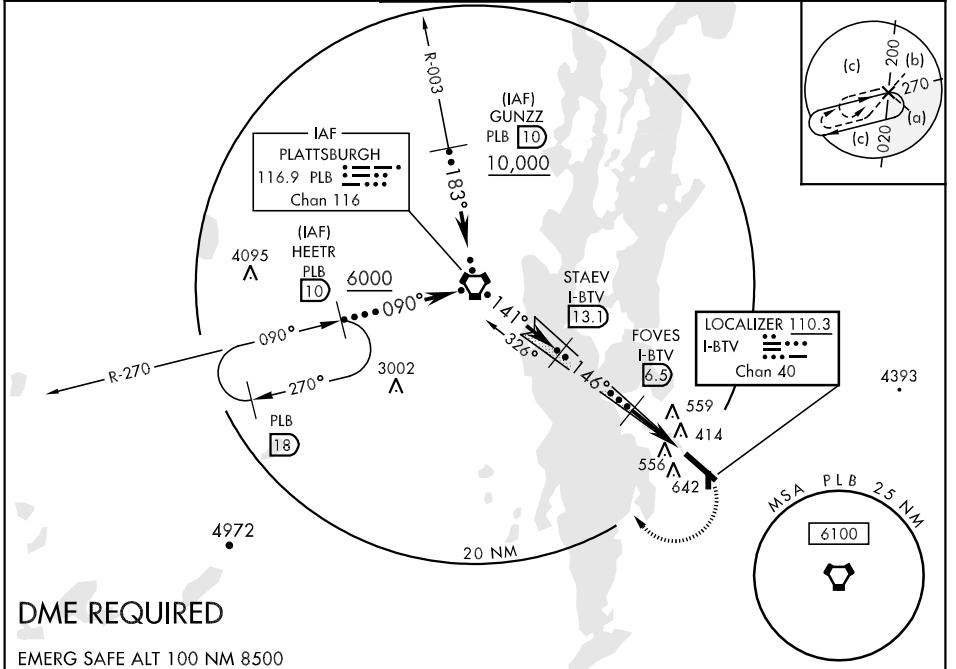 R-003
(IAF)
GUNZZ
PLB 10
10,000
183°
IAF
PLATTSBURGH
116.9 PLB
Chan 116
(IAF)
HEETR
PLB
10
6000
4095
090°
090°
R-270
270°
3002
PLB
18
141°
326°
STAEV
I-BTV
13.1
146°
FOVES
I-BTV
6.5
LOCALIZER 110.3
I-BTV
Chan 40
4393
559
414
556
642
4972
20 NM
(c)
200
(b)
270
(a)
(c)
020
MSA PLB 25 NM
6100
DME REQUIRED
EMERG SAFE ALT 100 NM 8500